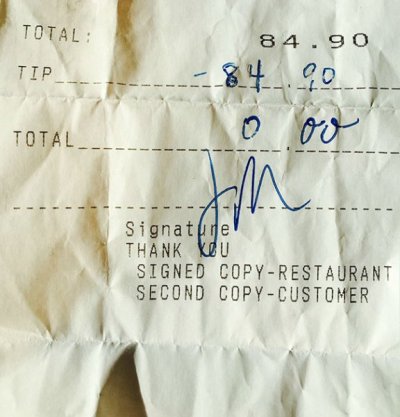 TOTAL: 84.90
TIP -84.90
TOTAL 0.00
Signature
THANK YOU
SIGNED COPY-RESTAURANT
SECOND COPY-CUSTOMER